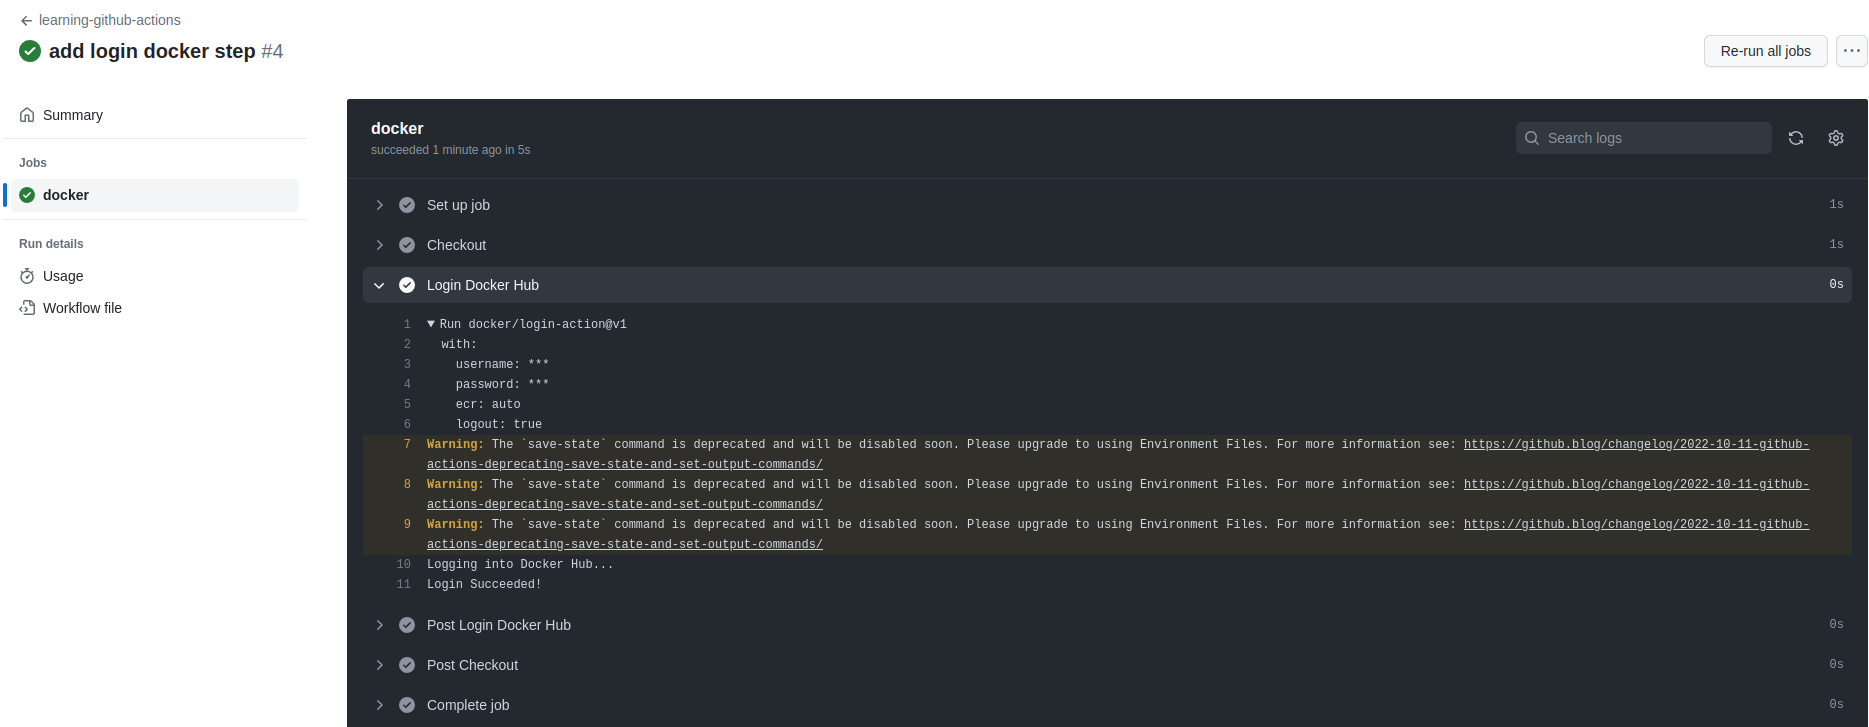 learning-github-actions
add login docker step #4
Re-run all jobs
Summary
Jobs
docker
Run details
Usage
Workflow file
docker
succeeded 1 minute ago in 5s
Search logs
Set up job 1s
Checkout 1s
Login Docker Hub 0s
1 ▼ Run docker/login-action@v1
2 with:
3 username: ***
4 password: ***
5 ecr: auto
6 logout: true
7 Warning: The `save-state` command is deprecated and will be disabled soon. Please upgrade to using Environment Files. For more information see: https://github.blog/changelog/2022-10-11-github-
actions-deprecating-save-state-and-set-output-commands/
8 Warning: The `save-state` command is deprecated and will be disabled soon. Please upgrade to using Environment Files. For more information see: https://github.blog/changelog/2022-10-11-github-
actions-deprecating-save-state-and-set-output-commands/
9 Warning: The `save-state` command is deprecated and will be disabled soon. Please upgrade to using Environment Files. For more information see: https://github.blog/changelog/2022-10-11-github-
actions-deprecating-save-state-and-set-output-commands/
10 Logging into Docker Hub...
11 Login Succeeded!
Post Login Docker Hub 0s
Post Checkout 0s
Complete job 0s